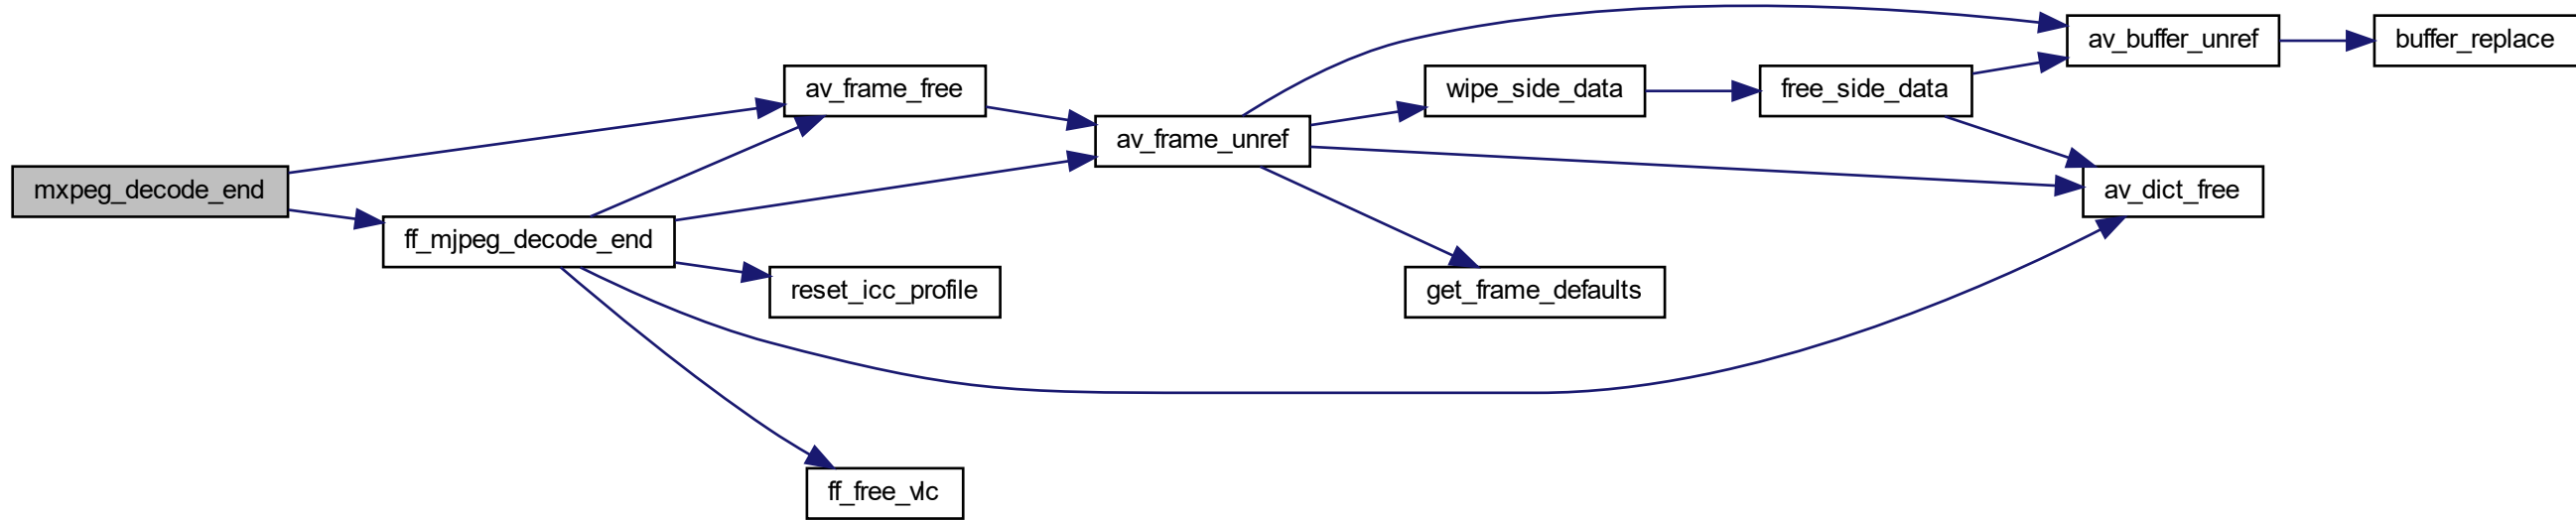 mxpeg_decode_end
ff_mjpeg_decode_end
av_frame_free
reset_icc_profile
ff_free_vlc
av_frame_unref
wipe_side_data
get_frame_defaults
free_side_data
av_buffer_unref
av_dict_free
buffer_replace